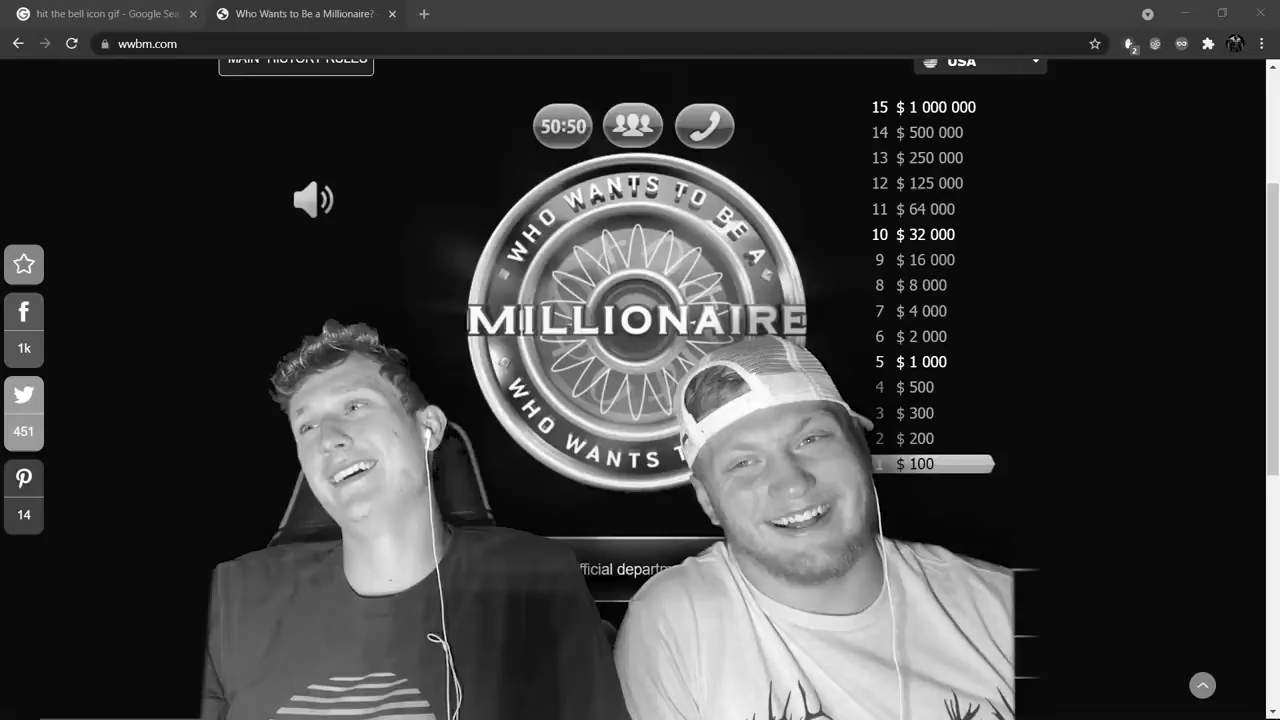 hit the bell icon gif - Google Sea
Who Wants to Be a Millionaire? -
wwbm.com
2
MAIN HISTORY RULES
USA
50:50
WHO WANTS TO BE A
MILLIONAIRE
WHO WANTS T
15 $ 1 000 000
14 $ 500 000
13 $ 250 000
12 $ 125 000
11 $ 64 000
10 $ 32 000
9 $ 16 000
8 $ 8 000
7 $ 4 000
6 $ 2 000
5 $ 1 000
4 $ 500
3 $ 300
2 $ 200
1 $ 100
1k
451
14
fficial departm